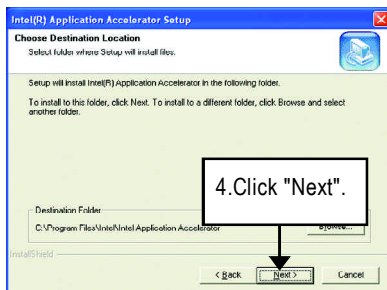 Intel(R) Application Accelerator Setup
Choose Destination Location
Select folder where Setup will install files.
Setup will install Intel(R) Application Accelerator in the following folder.
To install to this folder, click Next. To install to a different folder, click Browse and select
another folder.
4.Click "Next".
Destination Folder
C:\Program Files\Intel\Intel Application Accelerator
Browse...
InstallShield
< Back
Next >
Cancel